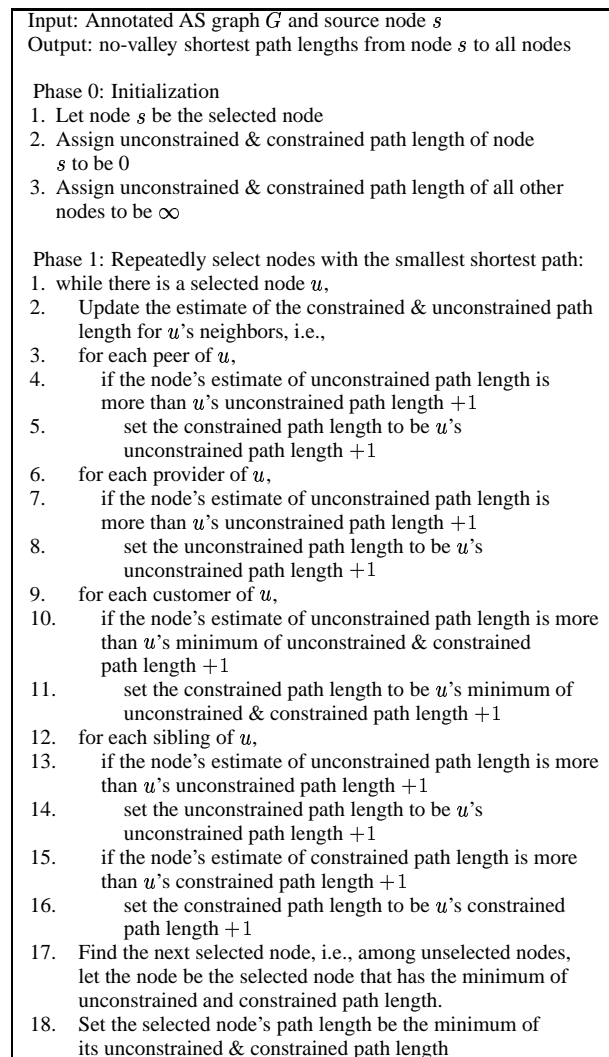 Input: Annotated AS graph G and source node s
Output: no-valley shortest path lengths from node s to all nodes
Phase 0: Initialization
1. Let node s be the selected node
2. Assign unconstrained & constrained path length of node
s to be 0
3. Assign unconstrained & constrained path length of all other
nodes to be ∞
Phase 1: Repeatedly select nodes with the smallest shortest path:
1. while there is a selected node u,
2. Update the estimate of the constrained & unconstrained path
length for u's neighbors, i.e.,
3. for each peer of u,
4. if the node's estimate of unconstrained path length is
more than u's unconstrained path length +1
5. set the constrained path length to be u's
unconstrained path length +1
6. for each provider of u,
7. if the node's estimate of unconstrained path length is
more than u's unconstrained path length +1
8. set the unconstrained path length to be u's
unconstrained path length +1
9. for each customer of u,
10. if the node's estimate of unconstrained path length is more
than u's minimum of unconstrained & constrained
path length +1
11. set the constrained path length to be u's minimum of
unconstrained & constrained path length +1
12. for each sibling of u,
13. if the node's estimate of unconstrained path length is more
than u's unconstrained path length +1
14. set the unconstrained path length to be u's
unconstrained path length +1
15. if the node's estimate of constrained path length is more
than u's constrained path length +1
16. set the constrained path length to be u's constrained
path length +1
17. Find the next selected node, i.e., among unselected nodes,
let the node be the selected node that has the minimum of
unconstrained and constrained path length.
18. Set the selected node's path length be the minimum of
its unconstrained & constrained path length